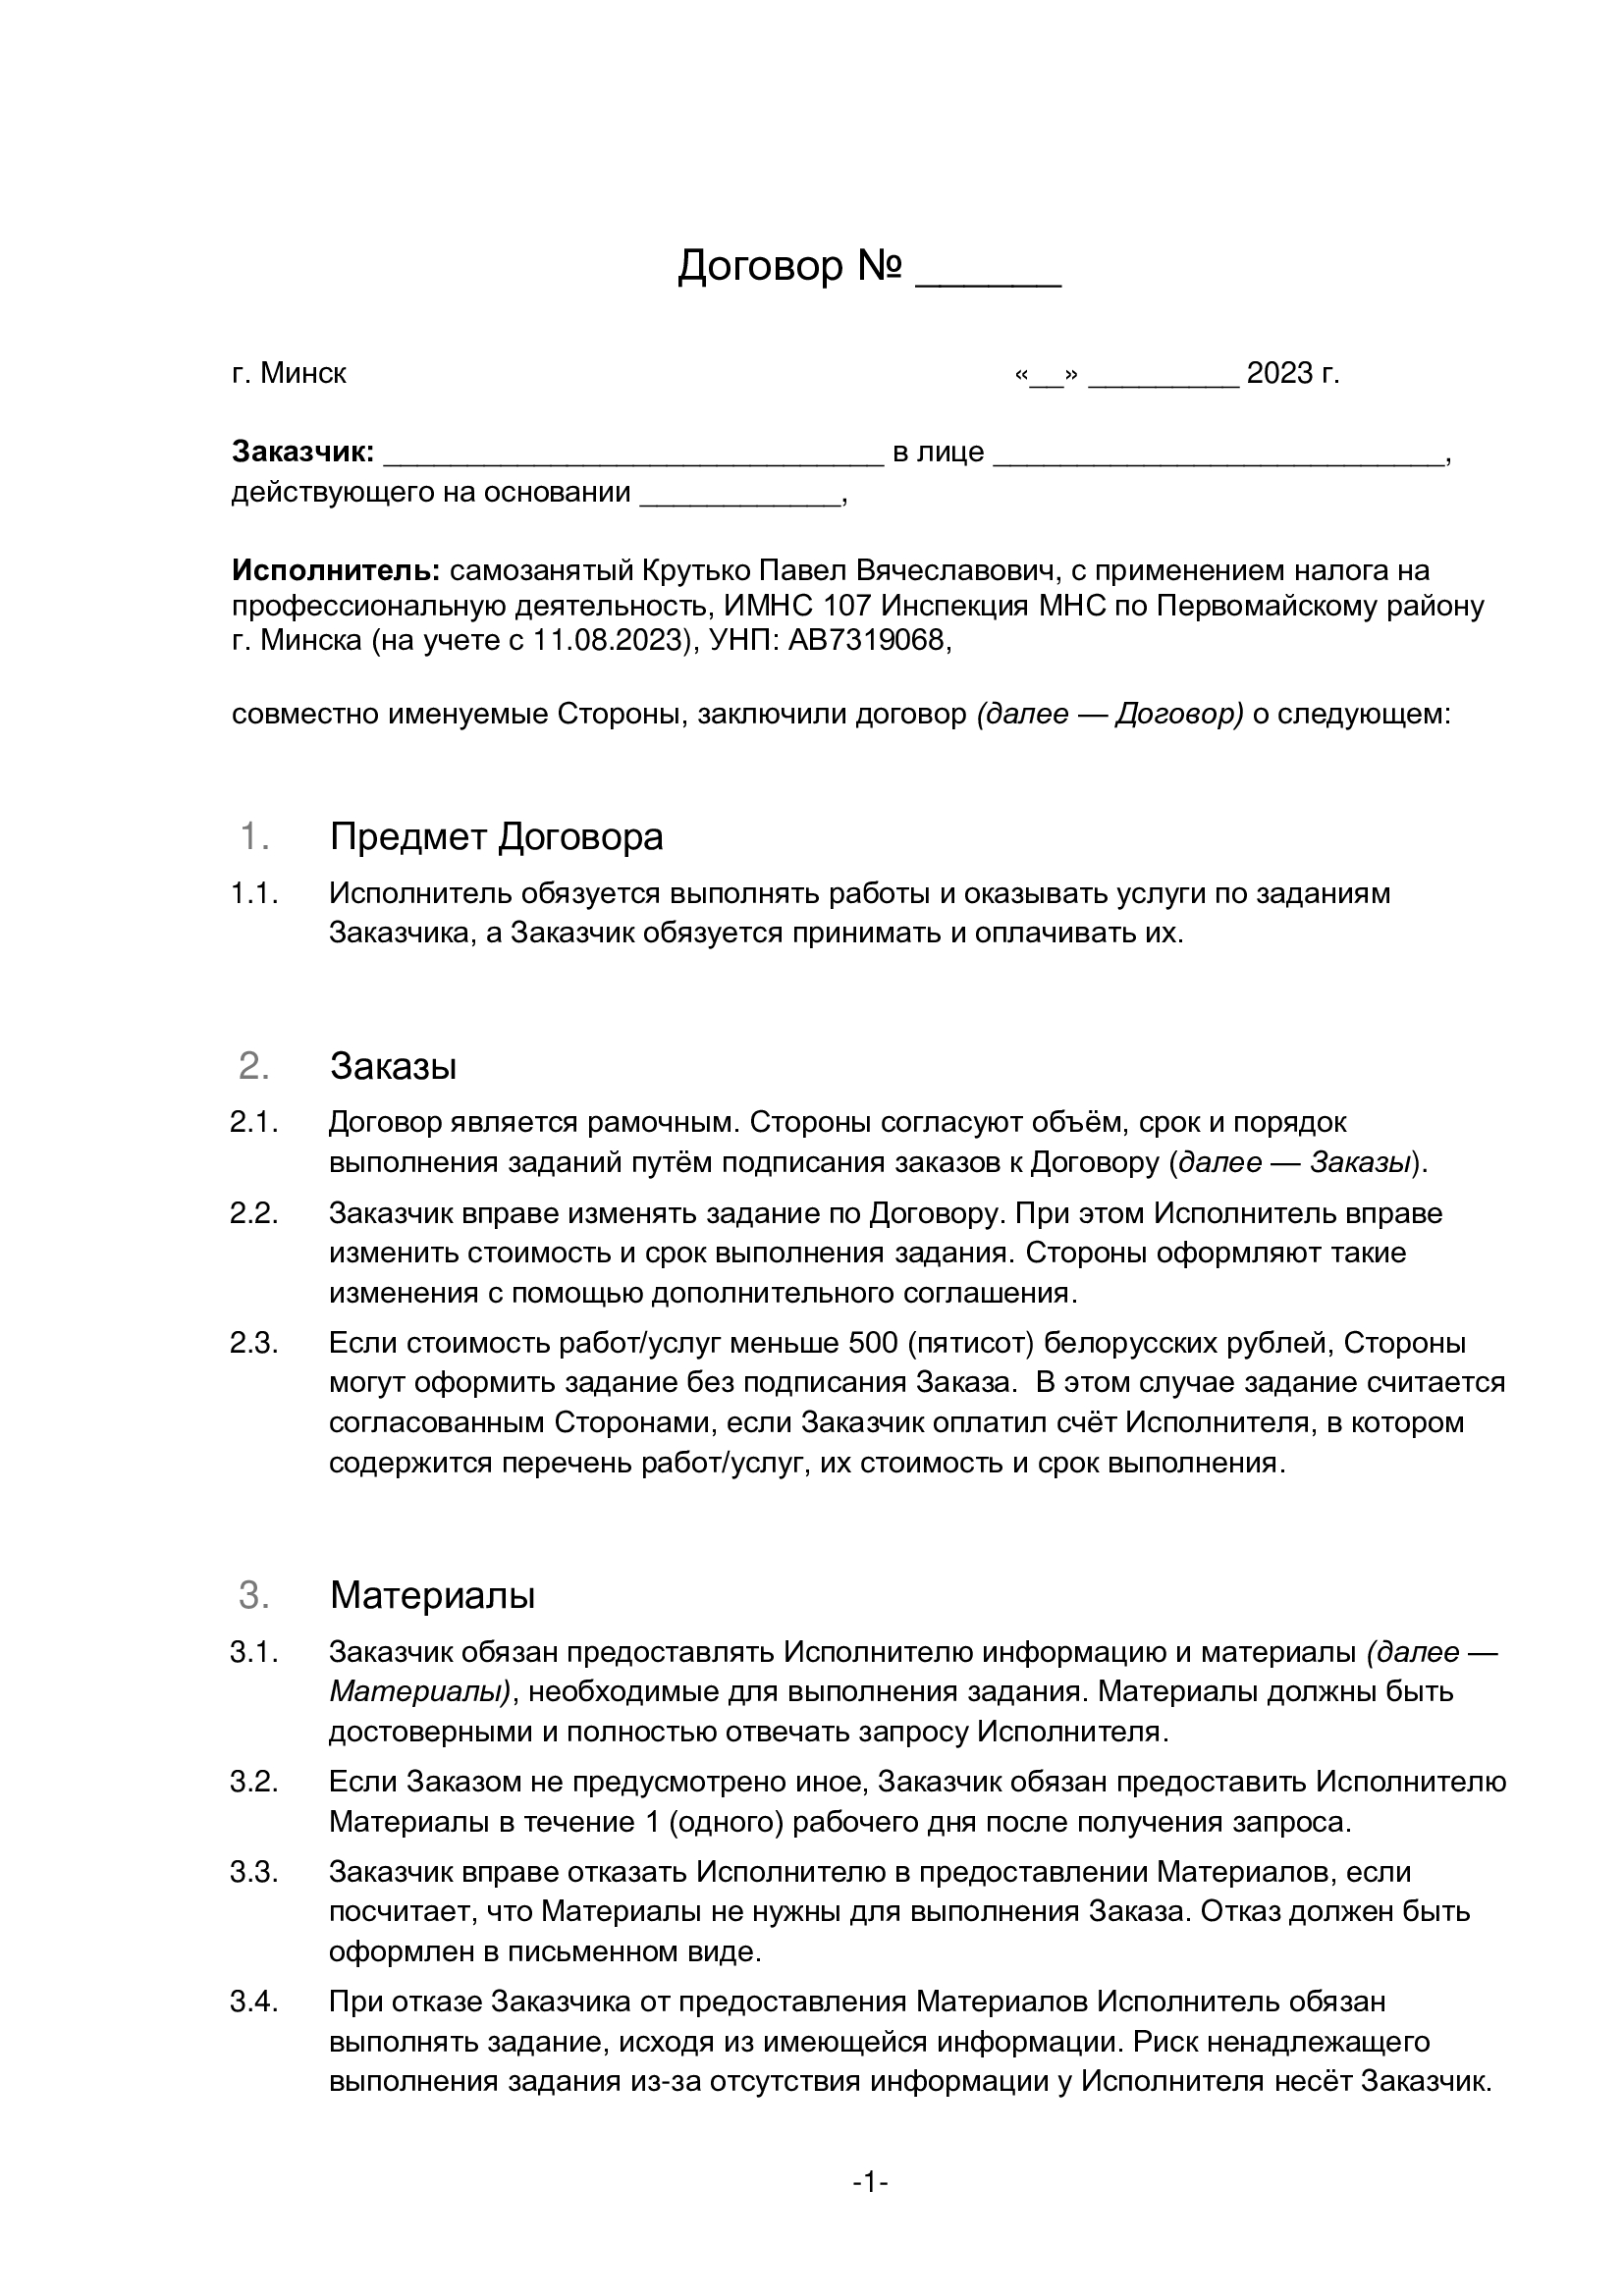 Договор № ______
г. Минск «__» _________ 2023 г.
Заказчик: ______________________________ в лице ___________________________,
действующего на основании ____________,
Исполнитель: самозанятый Крутько Павел Вячеславович, с применением налога на
профессиональную деятельность, ИМНС 107 Инспекция МНС по Первомайскому району
г. Минска (на учете с 11.08.2023), УНП: АВ7319068,
совместно именуемые Стороны, заключили договор (далее — Договор) о следующем:
1. Предмет Договора
1.1. Исполнитель обязуется выполнять работы и оказывать услуги по заданиям
Заказчика, а Заказчик обязуется принимать и оплачивать их.
2. Заказы
2.1. Договор является рамочным. Стороны согласуют объём, срок и порядок
выполнения заданий путём подписания заказов к Договору (далее — Заказы).
2.2. Заказчик вправе изменять задание по Договору. При этом Исполнитель вправе
изменить стоимость и срок выполнения задания. Стороны оформляют такие
изменения с помощью дополнительного соглашения.
2.3. Если стоимость работ/услуг меньше 500 (пятисот) белорусских рублей, Стороны
могут оформить задание без подписания Заказа. В этом случае задание считается
согласованным Сторонами, если Заказчик оплатил счёт Исполнителя, в котором
содержится перечень работ/услуг, их стоимость и срок выполнения.
3. Материалы
3.1. Заказчик обязан предоставлять Исполнителю информацию и материалы (далее —
Материалы), необходимые для выполнения задания. Материалы должны быть
достоверными и полностью отвечать запросу Исполнителя.
3.2. Если Заказом не предусмотрено иное, Заказчик обязан предоставить Исполнителю
Материалы в течение 1 (одного) рабочего дня после получения запроса.
3.3. Заказчик вправе отказать Исполнителю в предоставлении Материалов, если
посчитает, что Материалы не нужны для выполнения Заказа. Отказ должен быть
оформлен в письменном виде.
3.4. При отказе Заказчика от предоставления Материалов Исполнитель обязан
выполнять задание, исходя из имеющейся информации. Риск ненадлежащего
выполнения задания из-за отсутствия информации у Исполнителя несёт Заказчик.
-1-